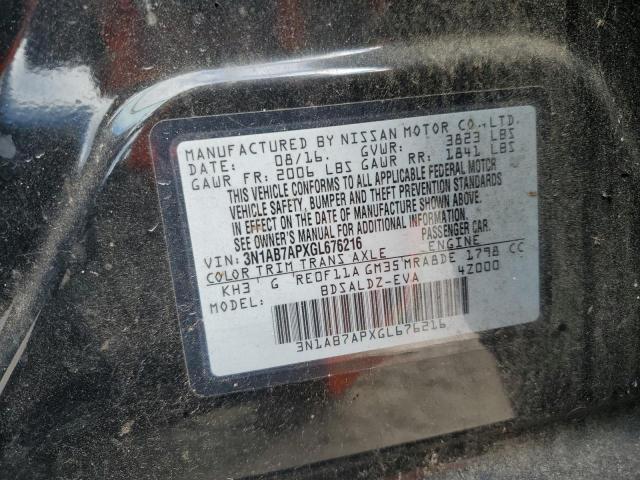 MANUFACTURED BY NISSAN MOTOR CO., LTD.
DATE: 08/16. GVWR: 3823 LBS
GAWR FR: 2006 LBS GAWR RR: 1841 LBS
THIS VEHICLE CONFORMS TO ALL APPLICABLE FEDERAL MOTOR
VEHICLE SAFETY, BUMPER AND THEFT PREVENTION STANDARDS
IN EFFECT ON THE DATE OF MANUFACTURE SHOWN ABOVE.
SEE OWNER'S MANUAL FOR ADDITIONAL INFORMATION.
VIN: 3N1AB7APXGL676216 PASSENGER CAR.
COLOR TRIM TRANS AXLE ENGINE
KH3 G RE0F11A GM35 MRA8DE 1798 CC
MODEL: BDSALDZ-EVA 4Z000
3N1AB7APXGL676216